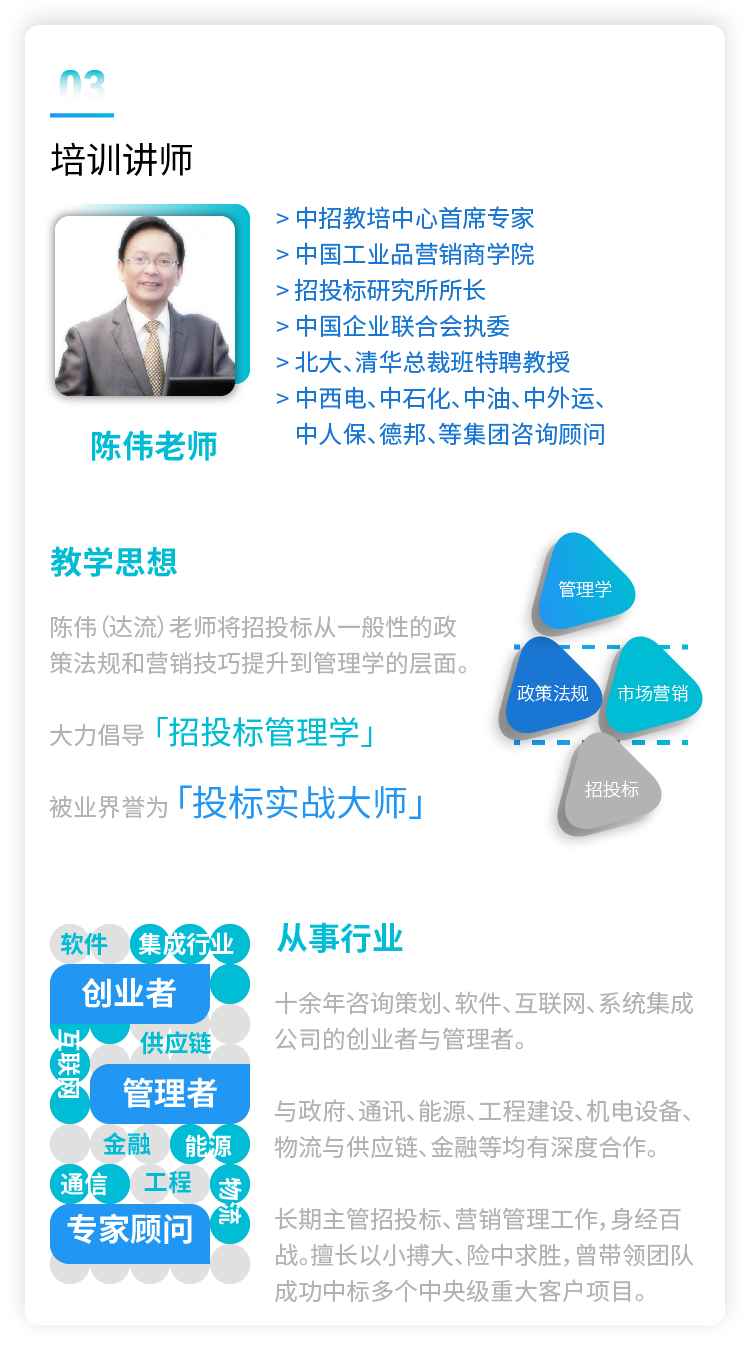 03
培训讲师
> 中招教培中心首席专家
> 中国工业品营销商学院
> 招投标研究所所长
> 中国企业联合会执委
> 北大、清华总裁班特聘教授
> 中西电、中石化、中油、中外运、
中人保、德邦、等集团咨询顾问
陈伟老师
教学思想
陈伟（达流）老师将招投标从一般性的政
策法规和营销技巧提升到管理学的层面。
大力倡导「招投标管理学」
被业界誉为「投标实战大师」
管理学
政策法规
市场营销
招投标
软件
集成行业
创业者
互联网
供应链
管理者
金融
能源
通信
工程
物流
专家顾问
从事行业
十余年咨询策划、软件、互联网、系统集成
公司的创业者与管理者。
与政府、通讯、能源、工程建设、机电设备、
物流与供应链、金融等均有深度合作。
长期主管招投标、营销管理工作，身经百
战。擅长以小搏大、险中求胜，曾带领团队
成功中标多个中央级重大客户项目。